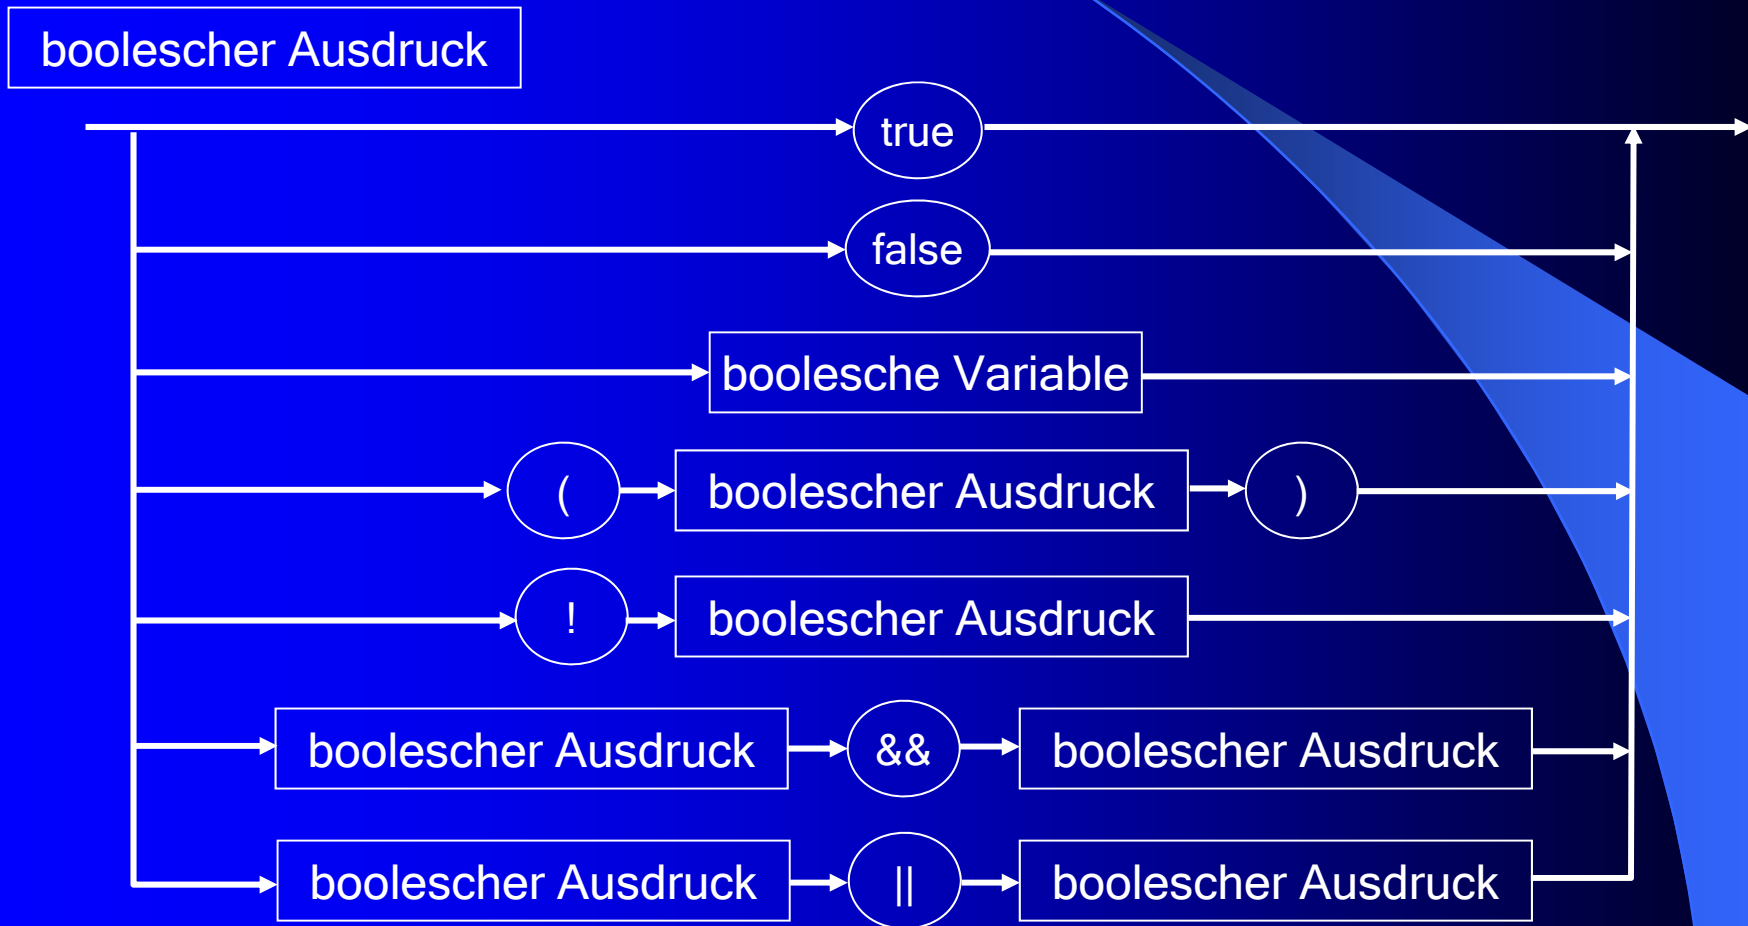 boolescher Ausdruck
true
false
boolesche Variable
( boolescher Ausdruck )
! boolescher Ausdruck
boolescher Ausdruck && boolescher Ausdruck
boolescher Ausdruck || boolescher Ausdruck